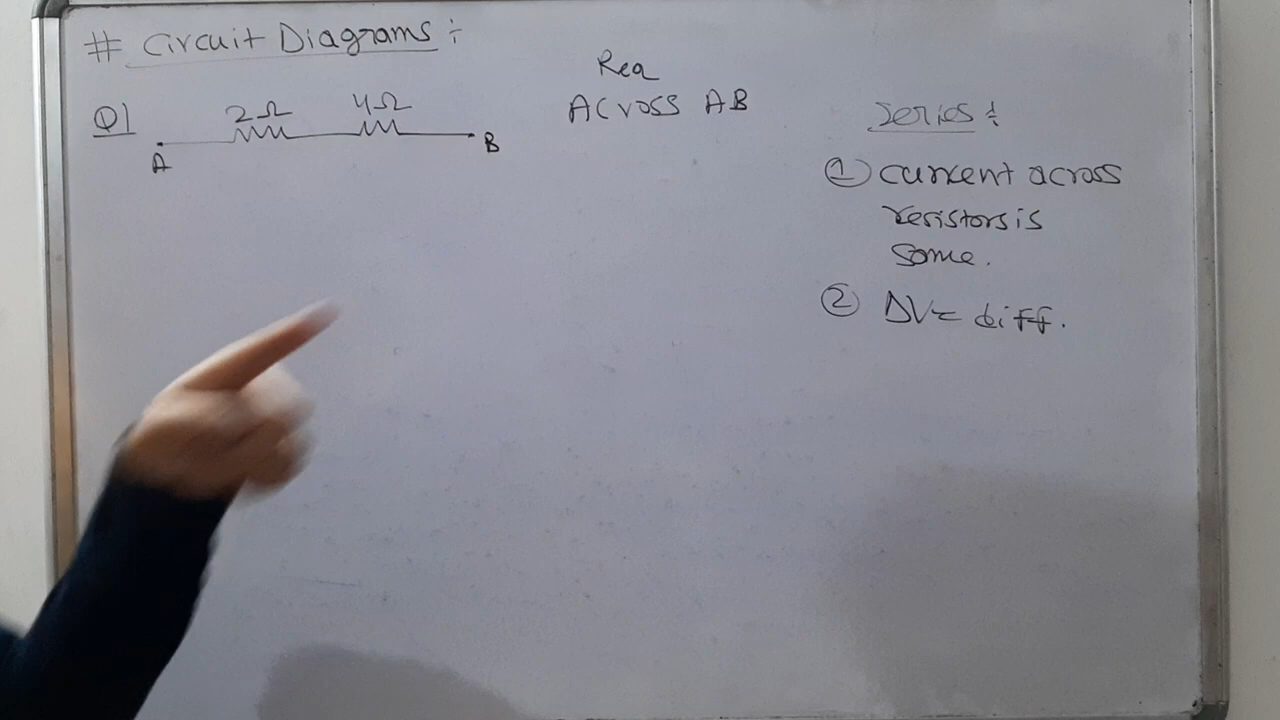 # Circuit Diagrams :
Q1
2Ω 4Ω
A B
Req
Across AB
Series :
① current across
resistors is
same.
② ΔV= diff.